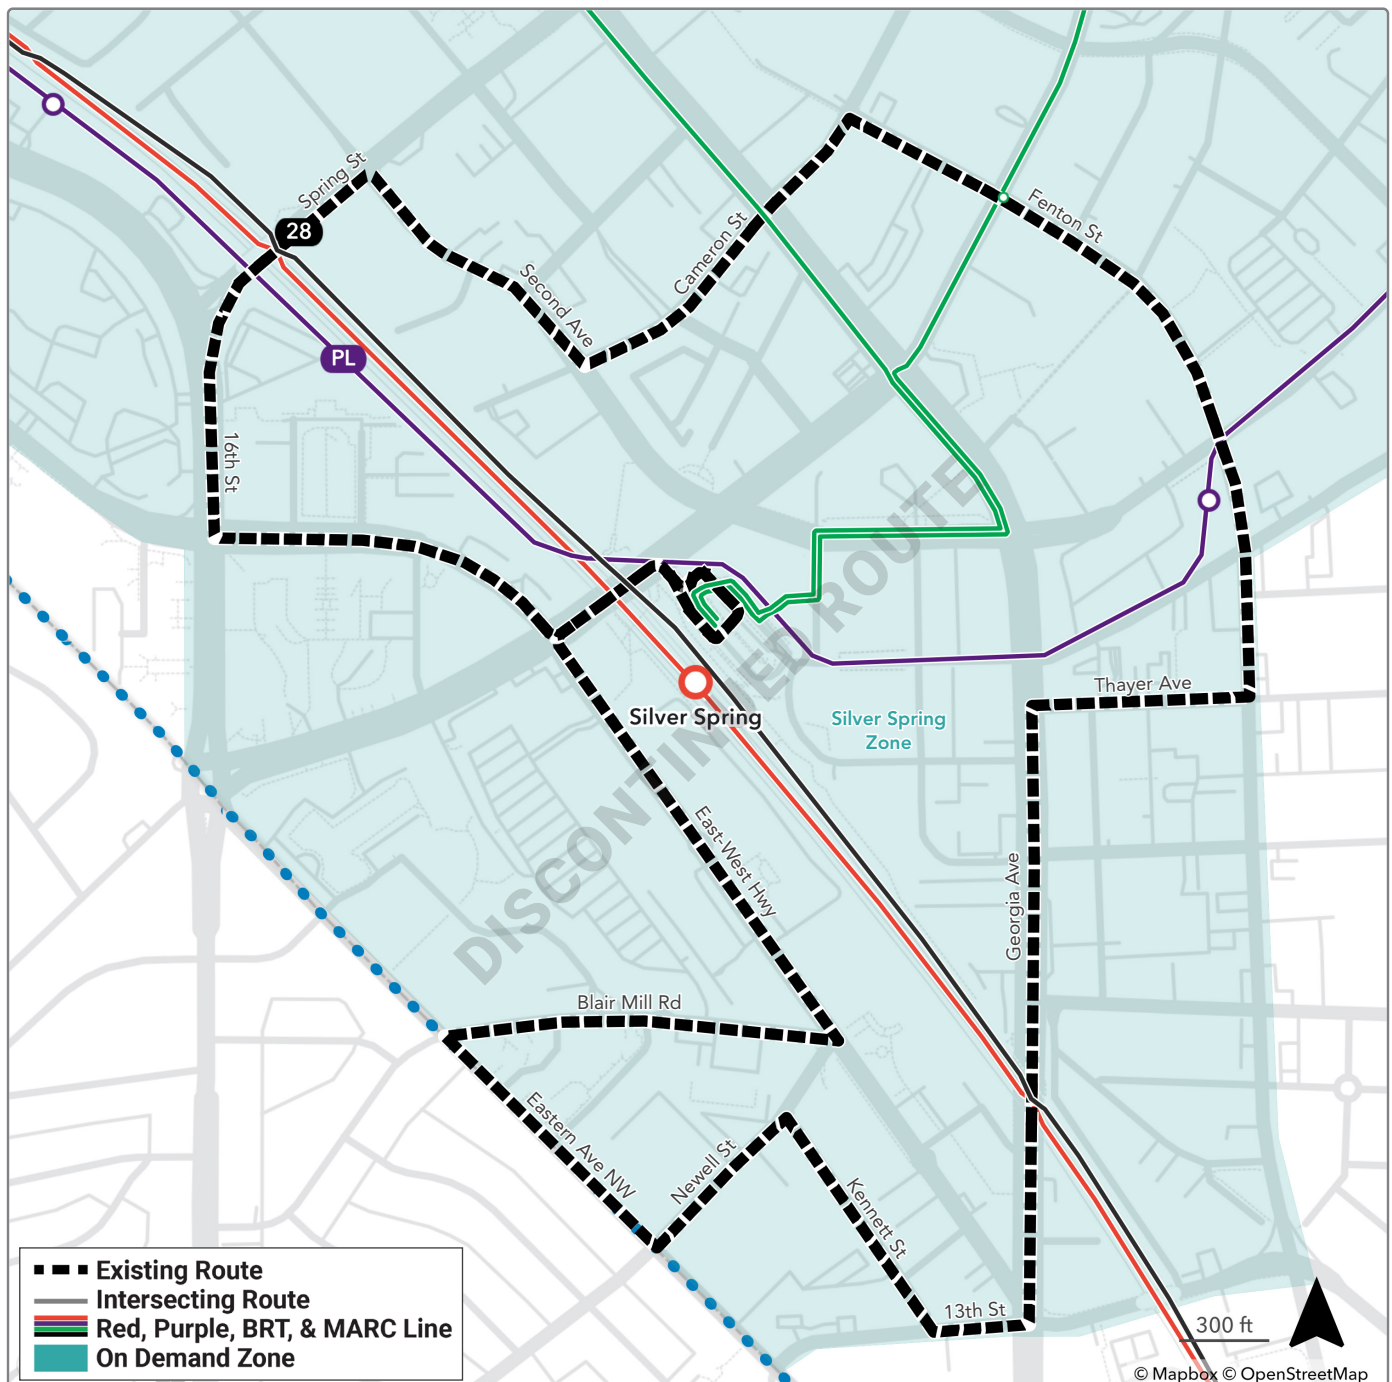 Spring St
28
Second Ave
Cameron St
Fenton St
PL
16th St
DISCONTINUED ROUTE
Silver Spring
Silver Spring
Zone
Thayer Ave
East-West Hwy
Georgia Ave
Blair Mill Rd
Eastern Ave NW
Newell St
Kennett St
13th St
Existing Route
Intersecting Route
Red, Purple, BRT, & MARC Line
On Demand Zone
300 ft
© Mapbox © OpenStreetMap